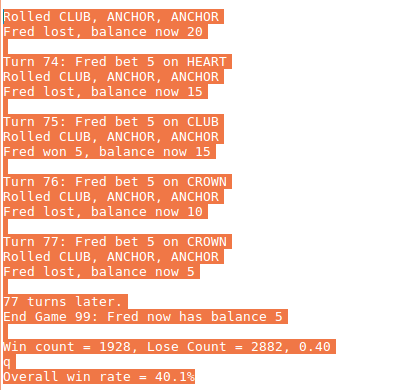 Rolled CLUB, ANCHOR, ANCHOR
Fred lost, balance now 20
Turn 74: Fred bet 5 on HEART
Rolled CLUB, ANCHOR, ANCHOR
Fred lost, balance now 15
Turn 75: Fred bet 5 on CLUB
Rolled CLUB, ANCHOR, ANCHOR
Fred won 5, balance now 15
Turn 76: Fred bet 5 on CROWN
Rolled CLUB, ANCHOR, ANCHOR
Fred lost, balance now 10
Turn 77: Fred bet 5 on CROWN
Rolled CLUB, ANCHOR, ANCHOR
Fred lost, balance now 5
77 turns later.
End Game 99: Fred now has balance 5
Win count = 1928, Lose Count = 2882, 0.40
q
Overall win rate = 40.1%